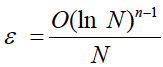 ε = O(ln N)ⁿ⁻¹ / N